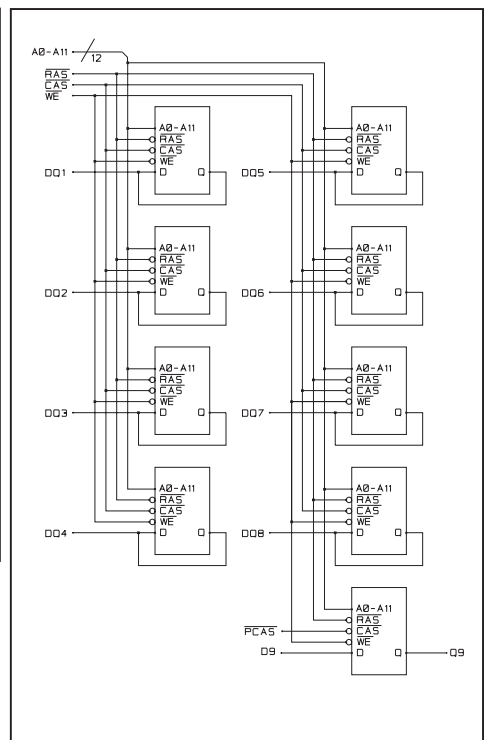 A0-A11
12
RAS
CAS
WE
A0-A11
RAS
CAS
WE
DQ1 D Q
A0-A11
RAS
CAS
WE
DQ5 D Q
A0-A11
RAS
CAS
WE
DQ2 D Q
A0-A11
RAS
CAS
WE
DQ6 D Q
A0-A11
RAS
CAS
WE
DQ3 D Q
A0-A11
RAS
CAS
WE
DQ7 D Q
A0-A11
RAS
CAS
WE
DQ4 D Q
A0-A11
RAS
CAS
WE
DQ8 D Q
A0-A11
RAS
PCAS CAS
WE
D9 D Q Q9